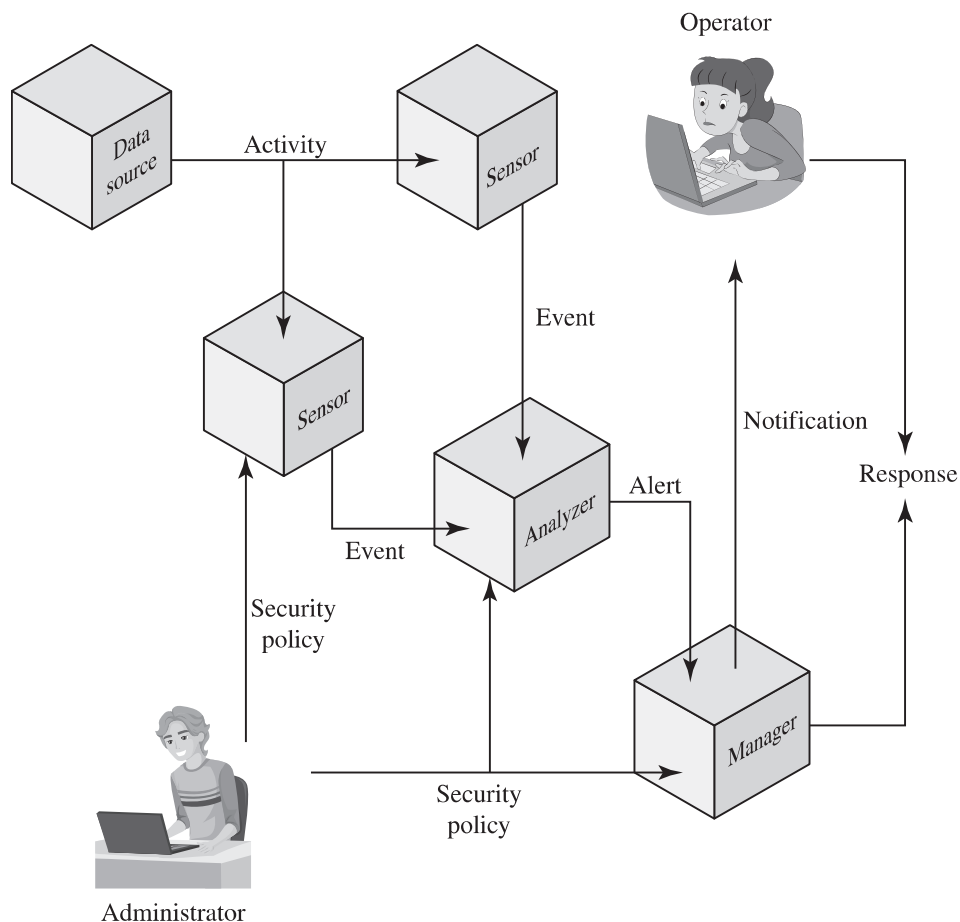 Operator
Data
source
Activity
Sensor
Event
Sensor
Notification
Response
Alert
Analyzer
Event
Security
policy
Manager
Security
policy
Administrator